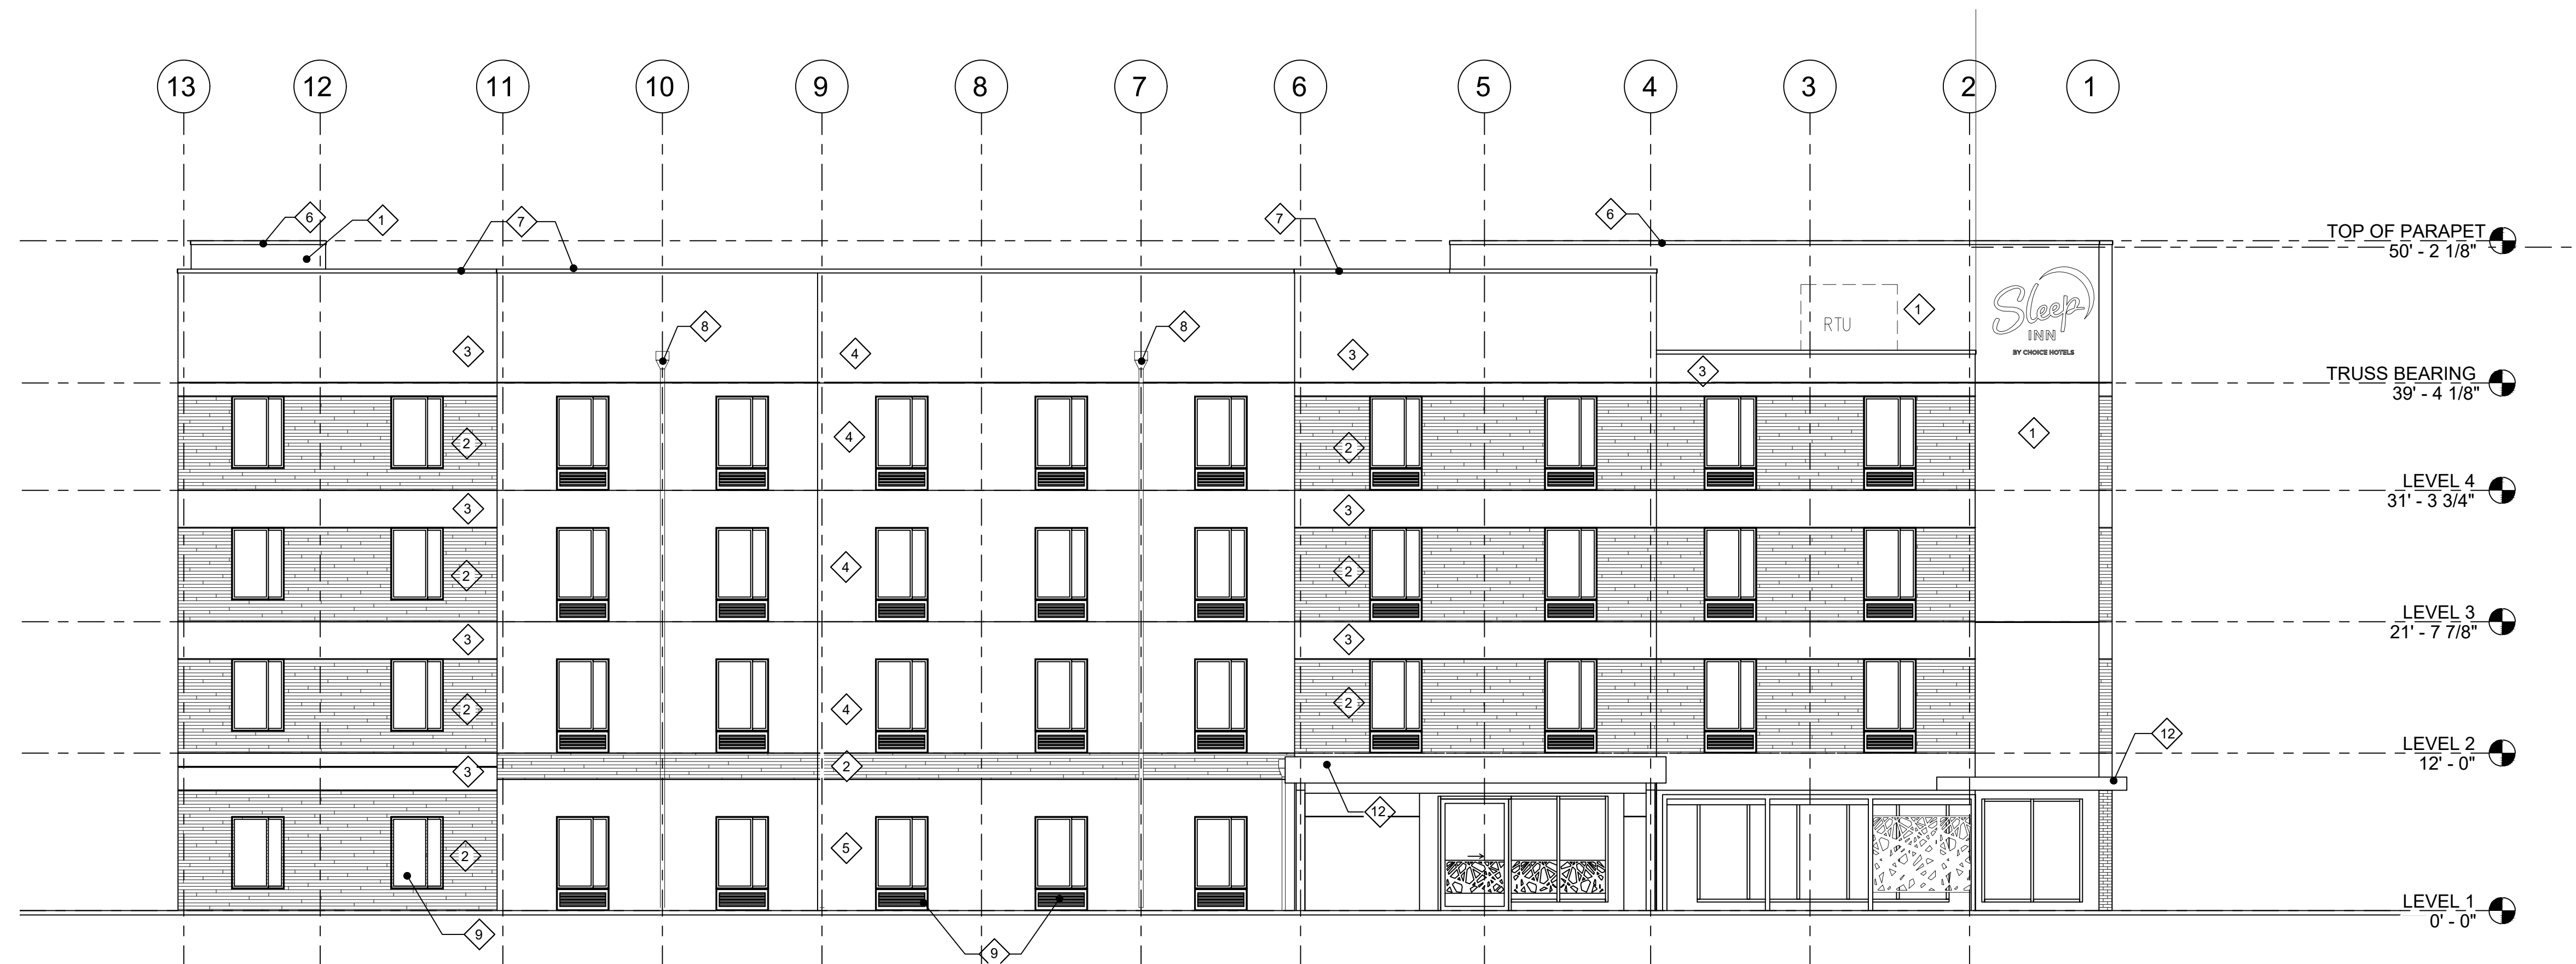 13 12 11 10 9 8 7 6 5 4 3 2 1
6 1 7 7 6
TOP OF PARAPET
50' - 2 1/8"
8 8 1
RTU
Sleep
INN
BY CHOICE HOTELS
3 4 3 3
TRUSS BEARING
39' - 4 1/8"
2 4 2 1
LEVEL 4
31' - 3 3/4"
3 3
2 4 2
LEVEL 3
21' - 7 7/8"
3 3
2 4 2
12
LEVEL 2
12' - 0"
3 2
12
2 5
LEVEL 1
0' - 0"
9 9